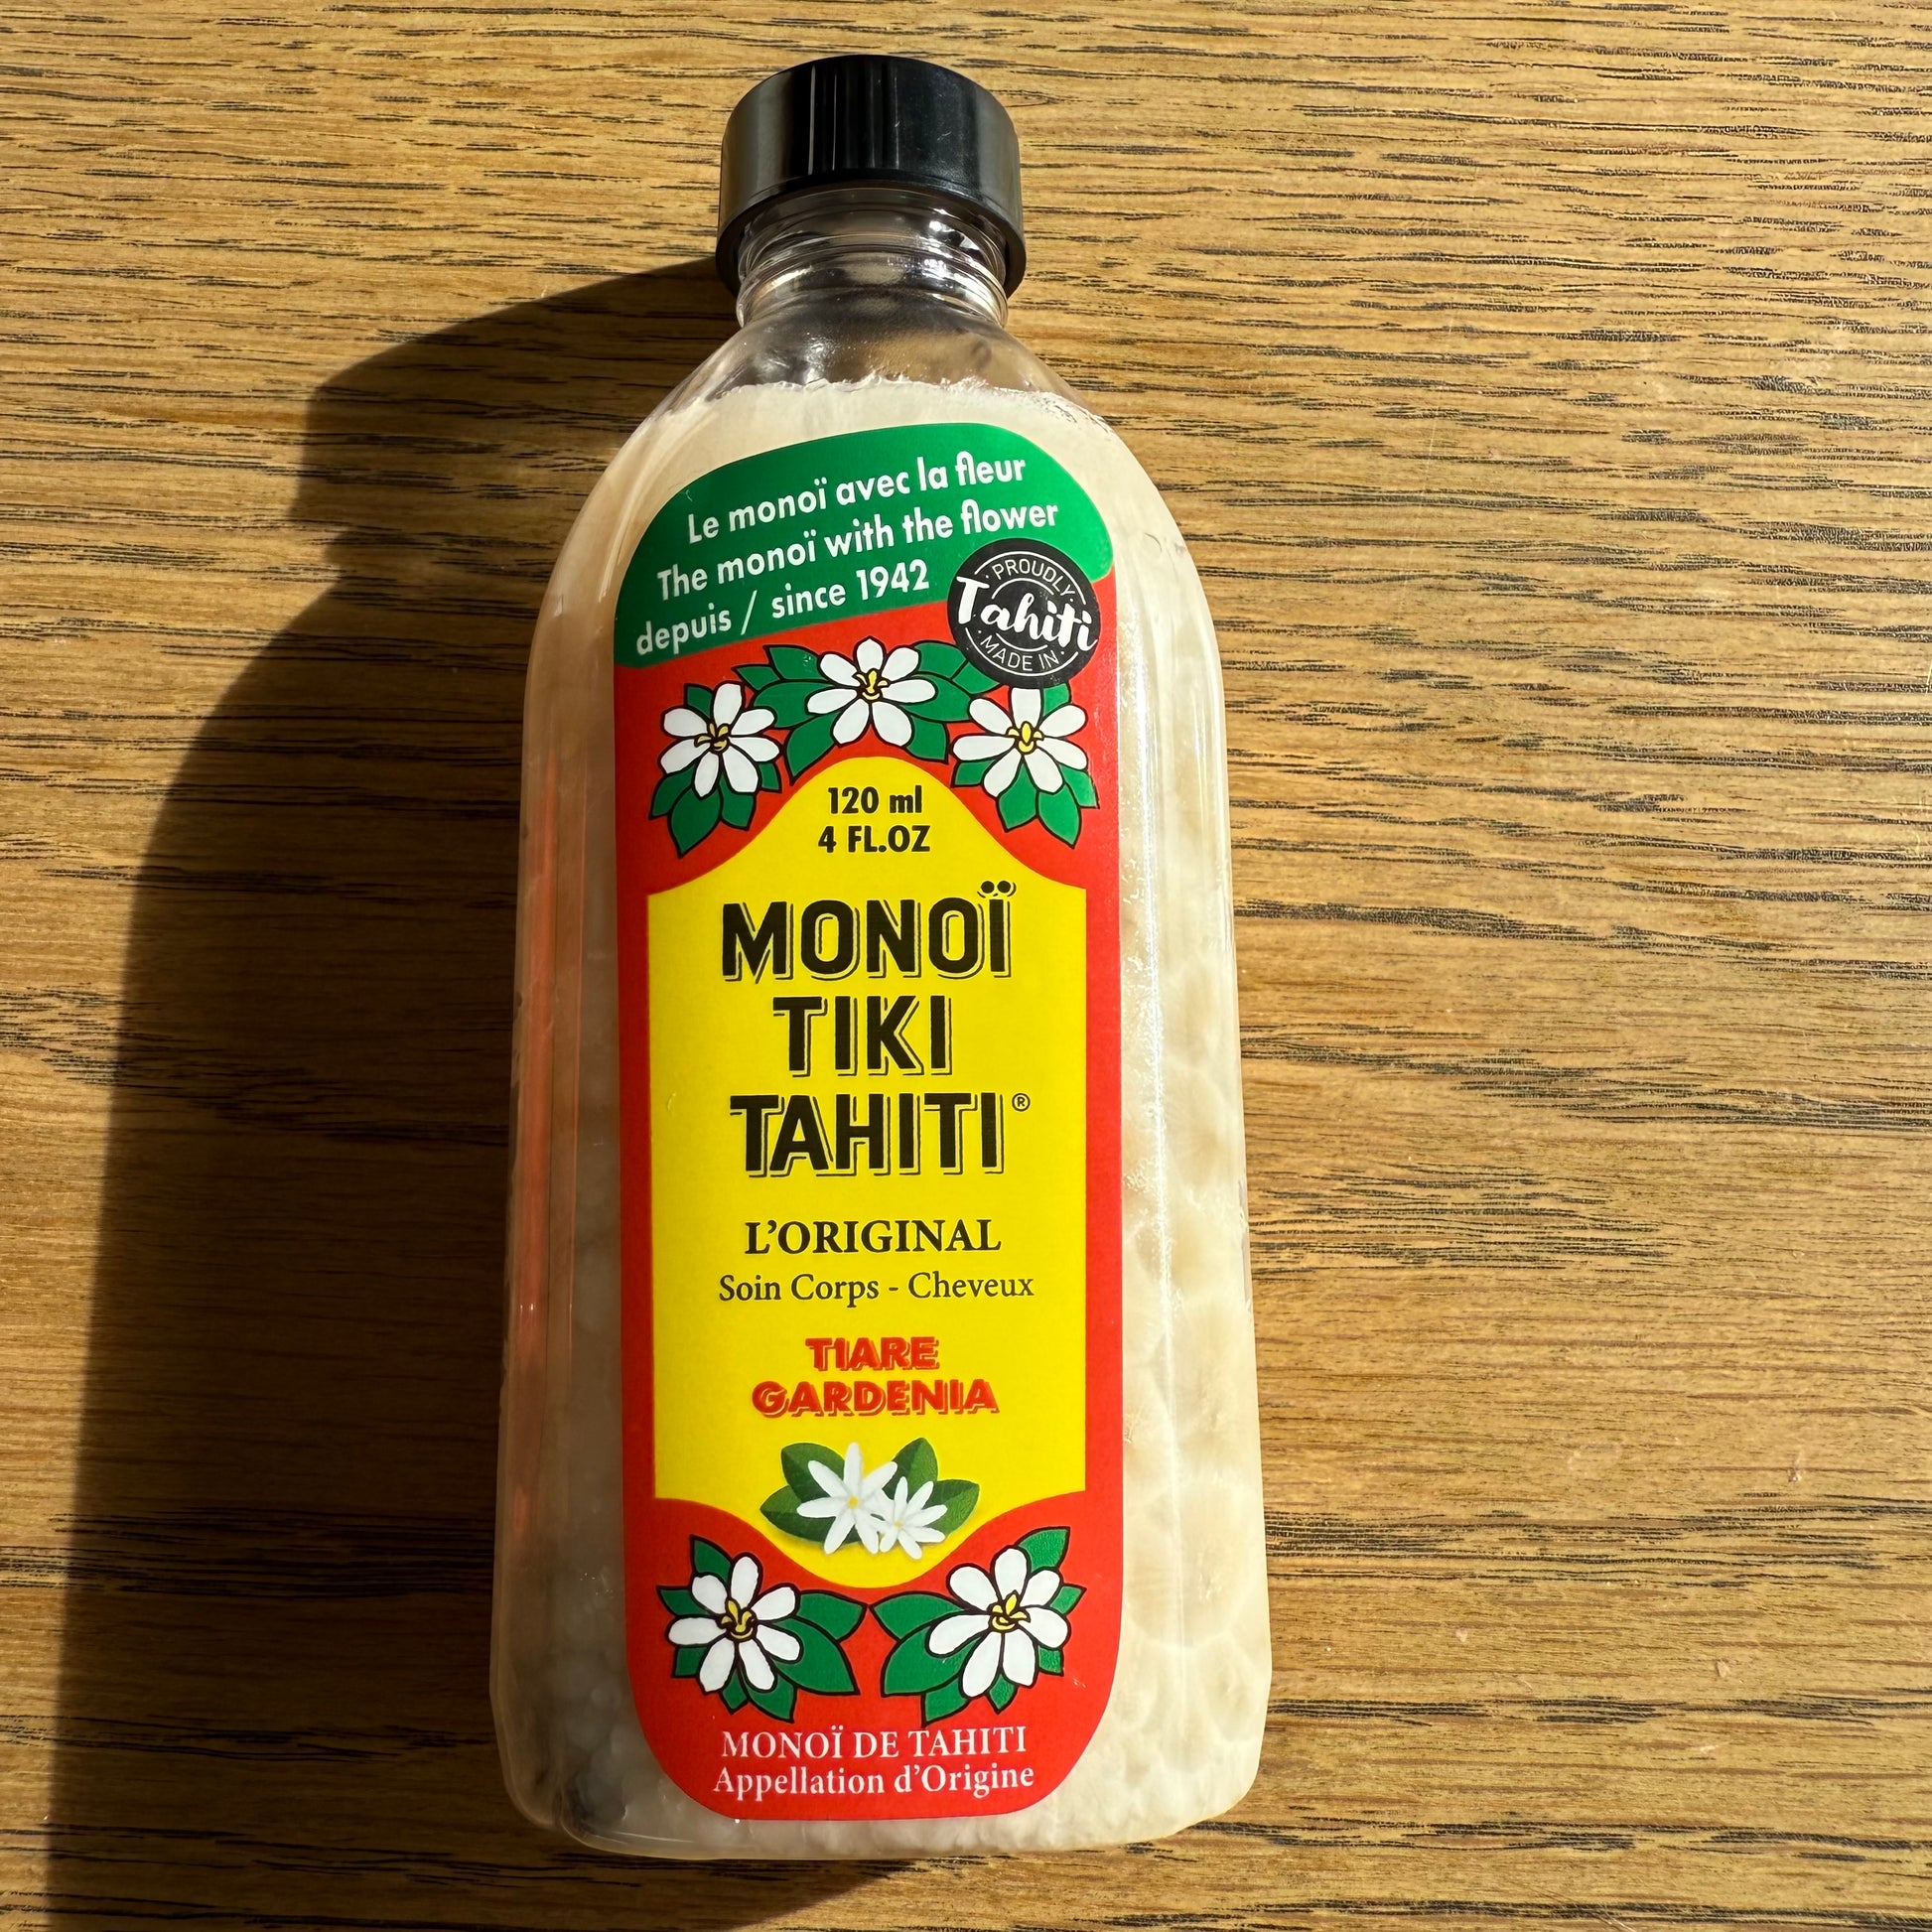 Le monoï avec la fleur
The monoï with the flower
depuis / since 1942
PROUDLY
Tahiti
MADE IN
120 ml
4 FL.OZ
MONOÏ
TIKI
TAHITI®
L’ORIGINAL
Soin Corps - Cheveux
TIARE
GARDENIA
MONOÏ DE TAHITI
Appellation d’Origine